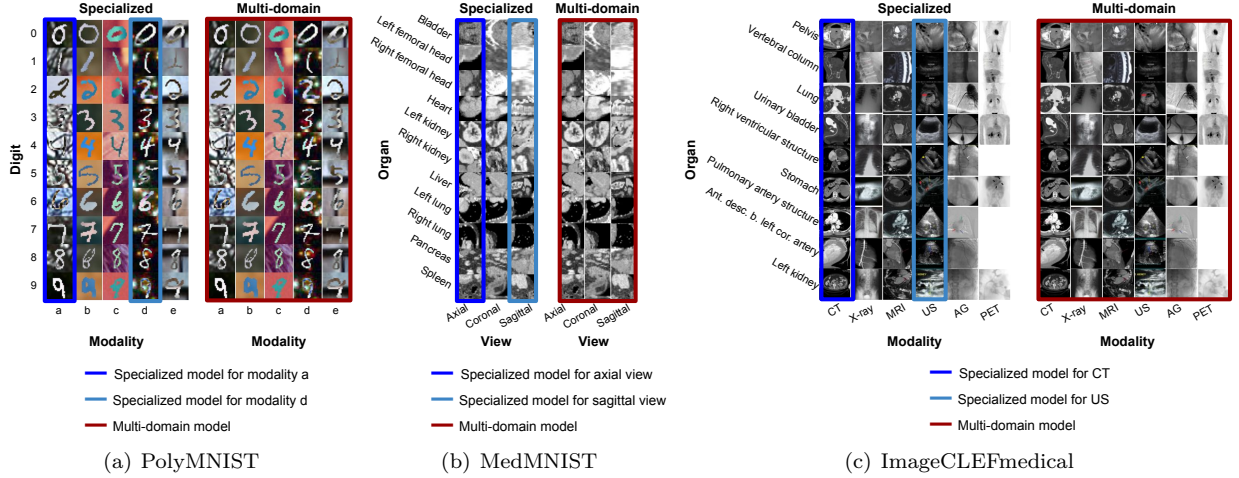 Specialized
Multi-domain
Digit
0
1
2
3
4
5
6
7
8
9
a b c d e
a b c d e
Modality
Modality
Specialized model for modality a
Specialized model for modality d
Multi-domain model
(a) PolyMNIST
Specialized
Multi-domain
Organ
Bladder
Left femoral head
Right femoral head
Heart
Left kidney
Right kidney
Liver
Left lung
Right lung
Pancreas
Spleen
Axial Coronal Sagittal
Axial Coronal Sagittal
View
View
Specialized model for axial view
Specialized model for sagittal view
Multi-domain model
(b) MedMNIST
Specialized
Multi-domain
Organ
Pelvis
Vertebral column
Lung
Urinary bladder
Right ventricular structure
Stomach
Pulmonary artery structure
Ant. desc. b. left cor. artery
Left kidney
CT X-ray MRI US AG PET
CT X-ray MRI US AG PET
Modality
Modality
Specialized model for CT
Specialized model for US
Multi-domain model
(c) ImageCLEFmedical